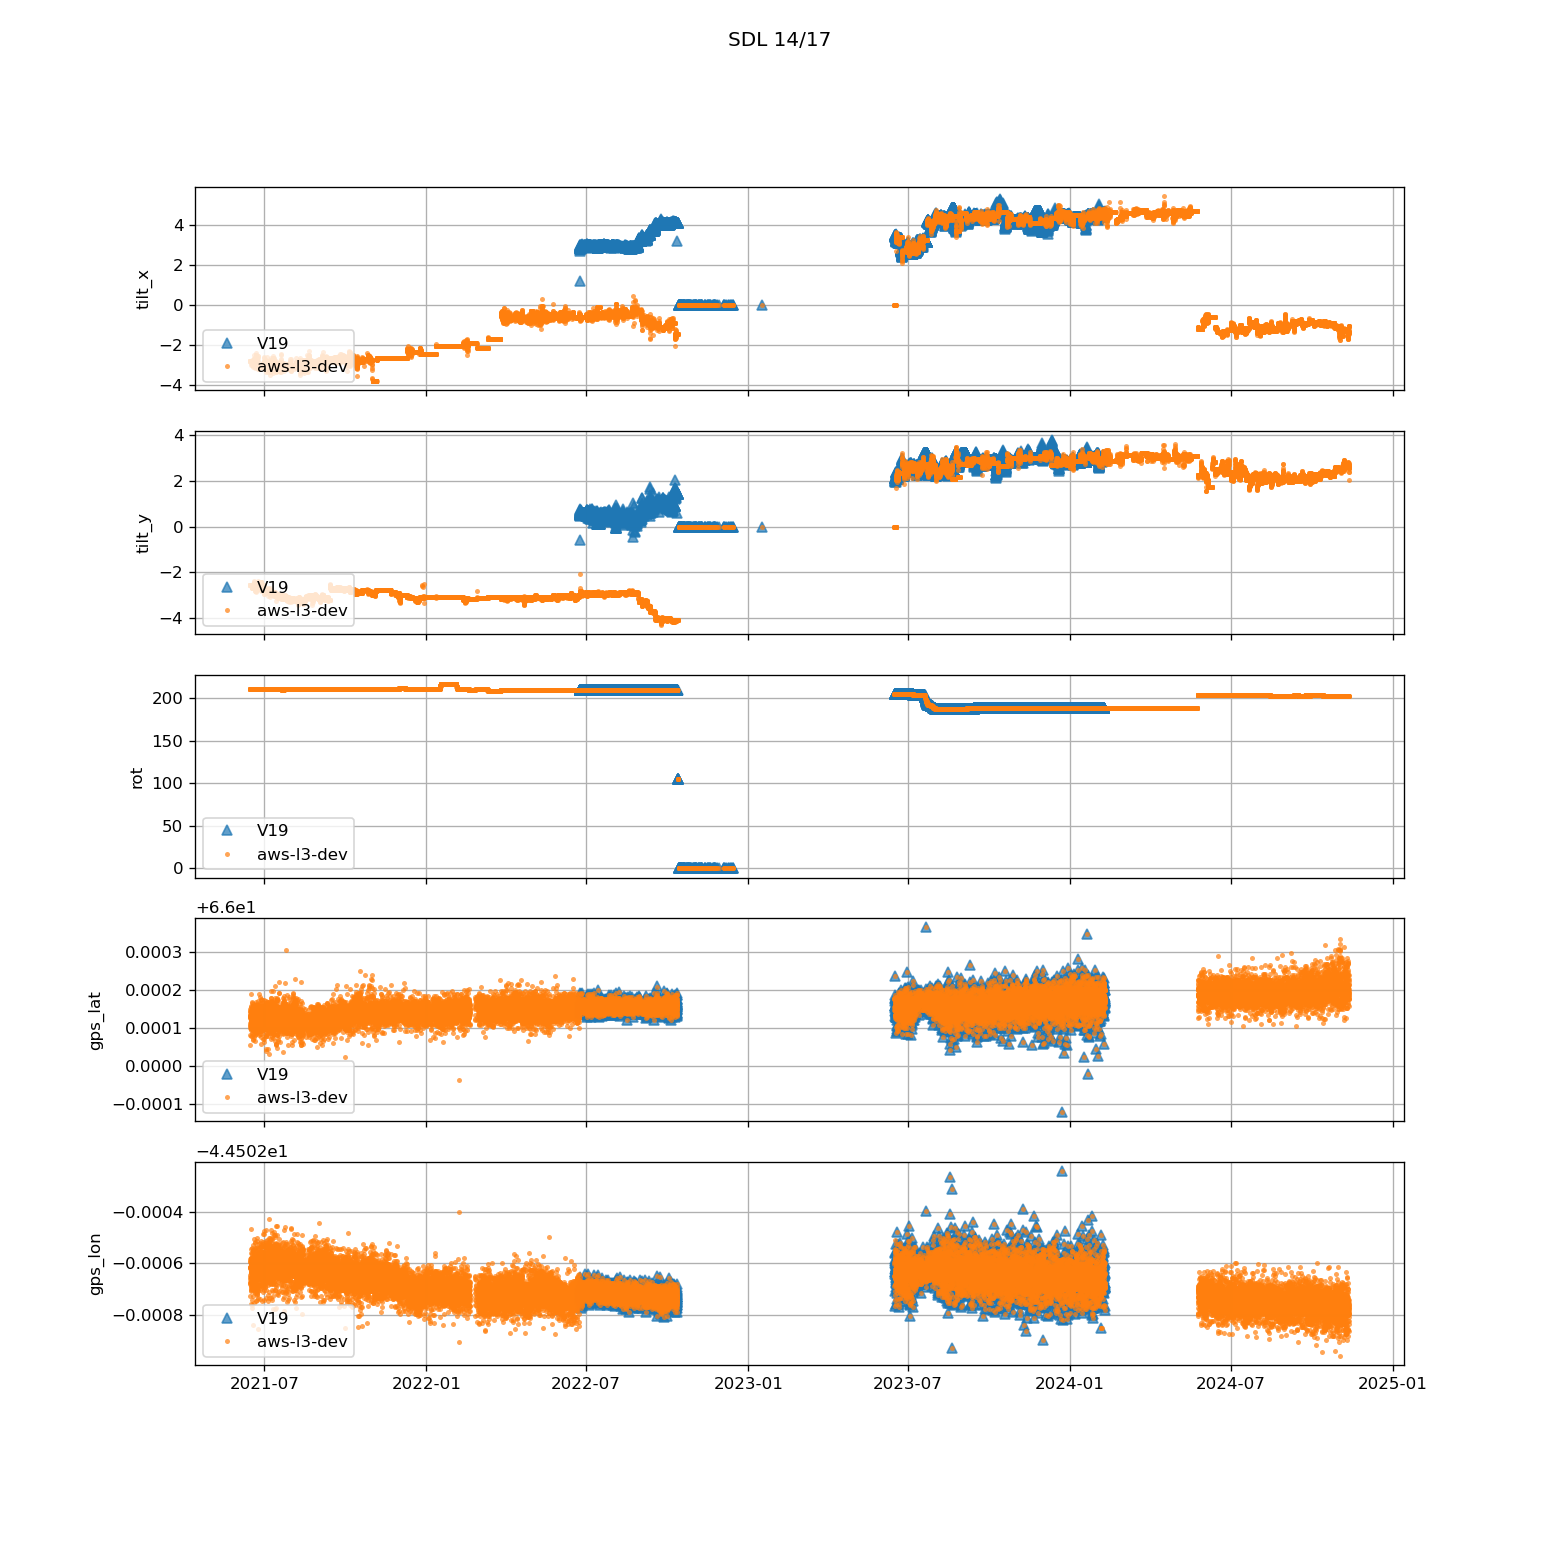 SDL 14/17
tilt_x
4
2
0
−2
−4
V19
aws-l3-dev
tilt_y
4
2
0
−2
−4
V19
aws-l3-dev
rot
200
150
100
50
0
V19
aws-l3-dev
+6.6e1
gps_lat
0.0003
0.0002
0.0001
0.0000
−0.0001
V19
aws-l3-dev
−4.4502e1
gps_lon
−0.0004
−0.0006
−0.0008
V19
aws-l3-dev
2021-07 2022-01 2022-07 2023-01 2023-07 2024-01 2024-07 2025-01